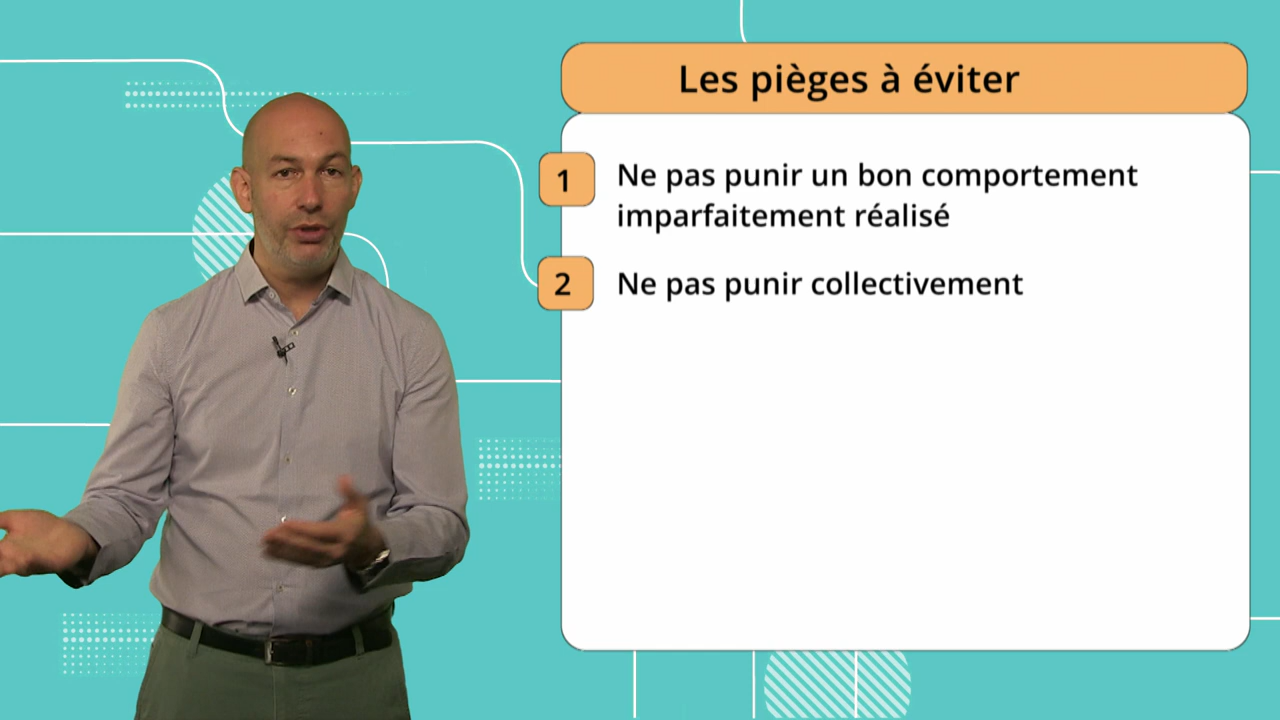 Les pièges à éviter
1
Ne pas punir un bon comportement
imparfaitement réalisé
2
Ne pas punir collectivement